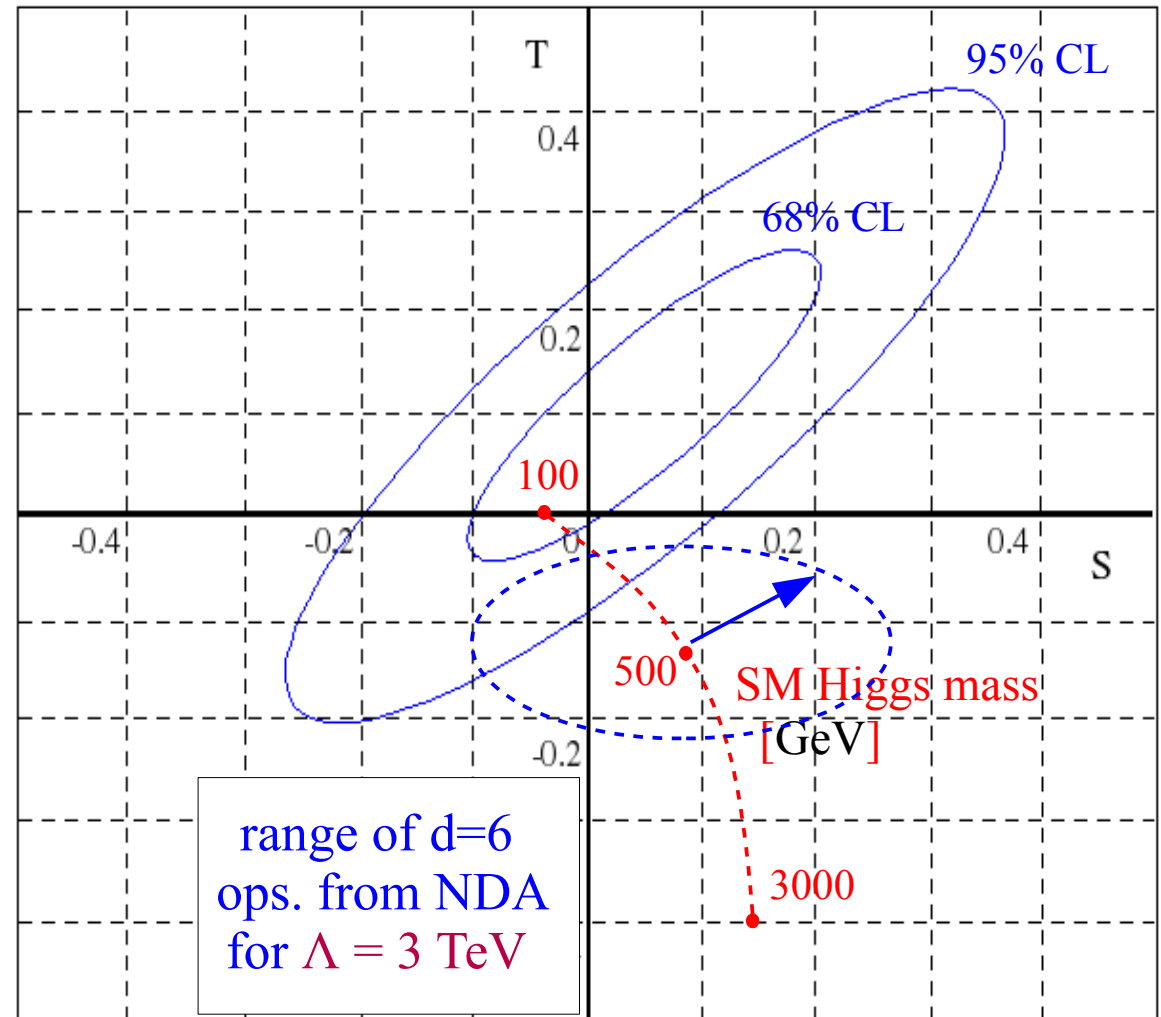 T
95% CL
0.4
68% CL
0.2
100
-0.4
-0.2
0
0.2
0.4
S
500
SM Higgs mass
[GeV]
-0.2
range of d=6
ops. from NDA
for Λ = 3 TeV
3000